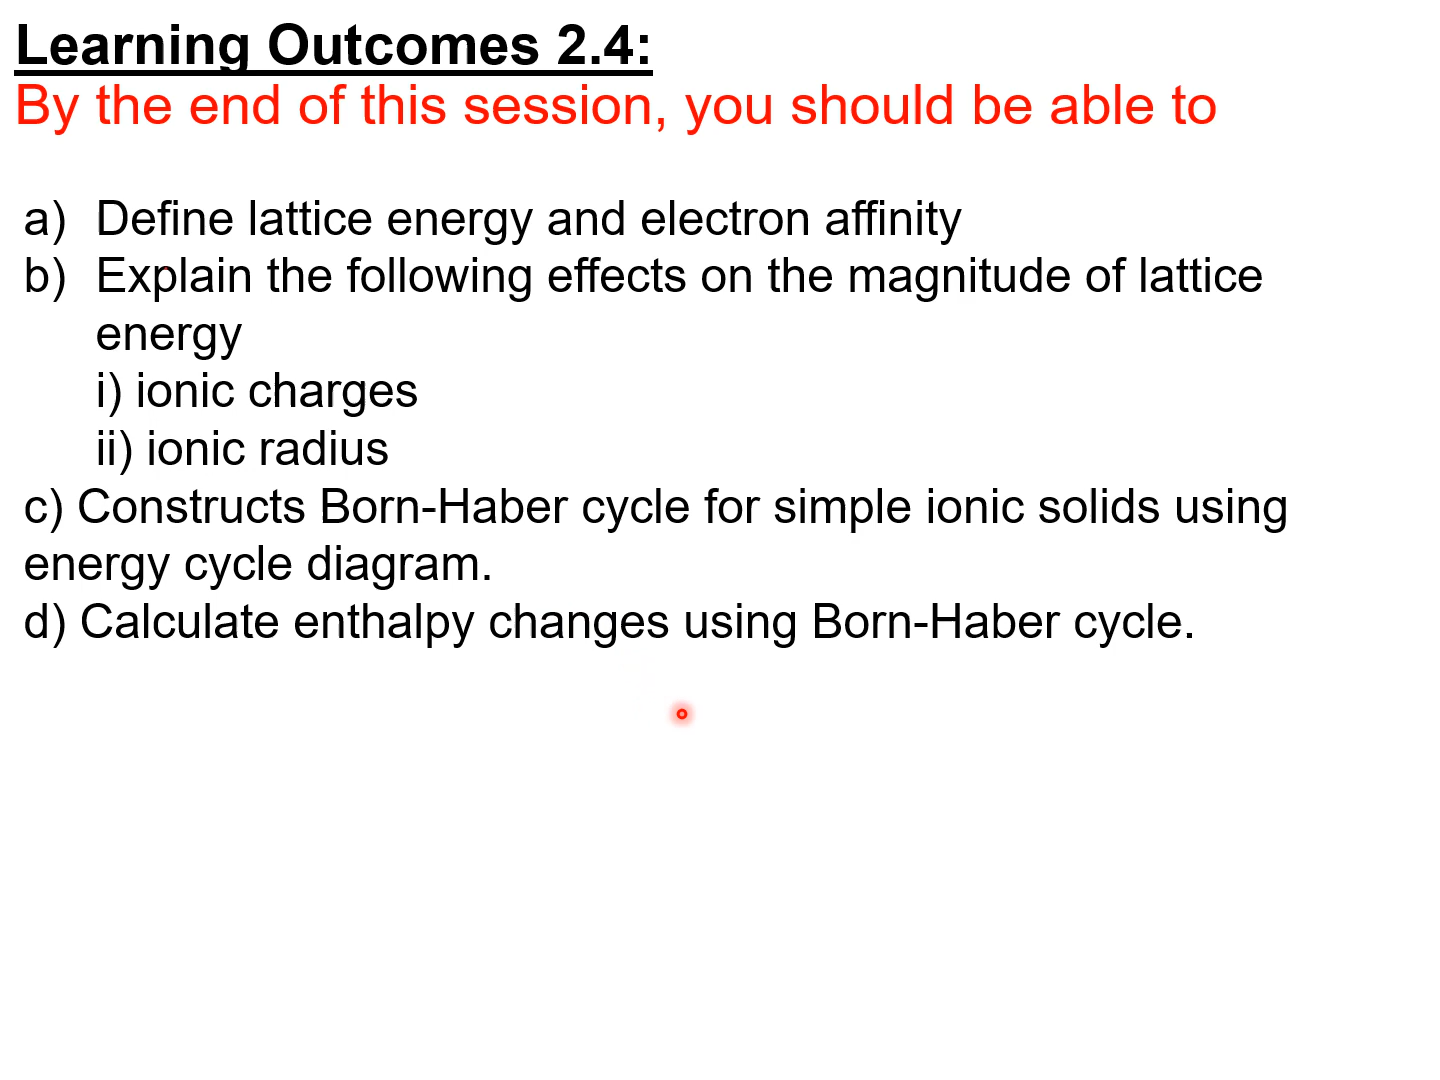 Learning Outcomes 2.4:
By the end of this session, you should be able to
a) Define lattice energy and electron affinity
b) Explain the following effects on the magnitude of lattice
energy
i) ionic charges
ii) ionic radius
c) Constructs Born-Haber cycle for simple ionic solids using
energy cycle diagram.
d) Calculate enthalpy changes using Born-Haber cycle.